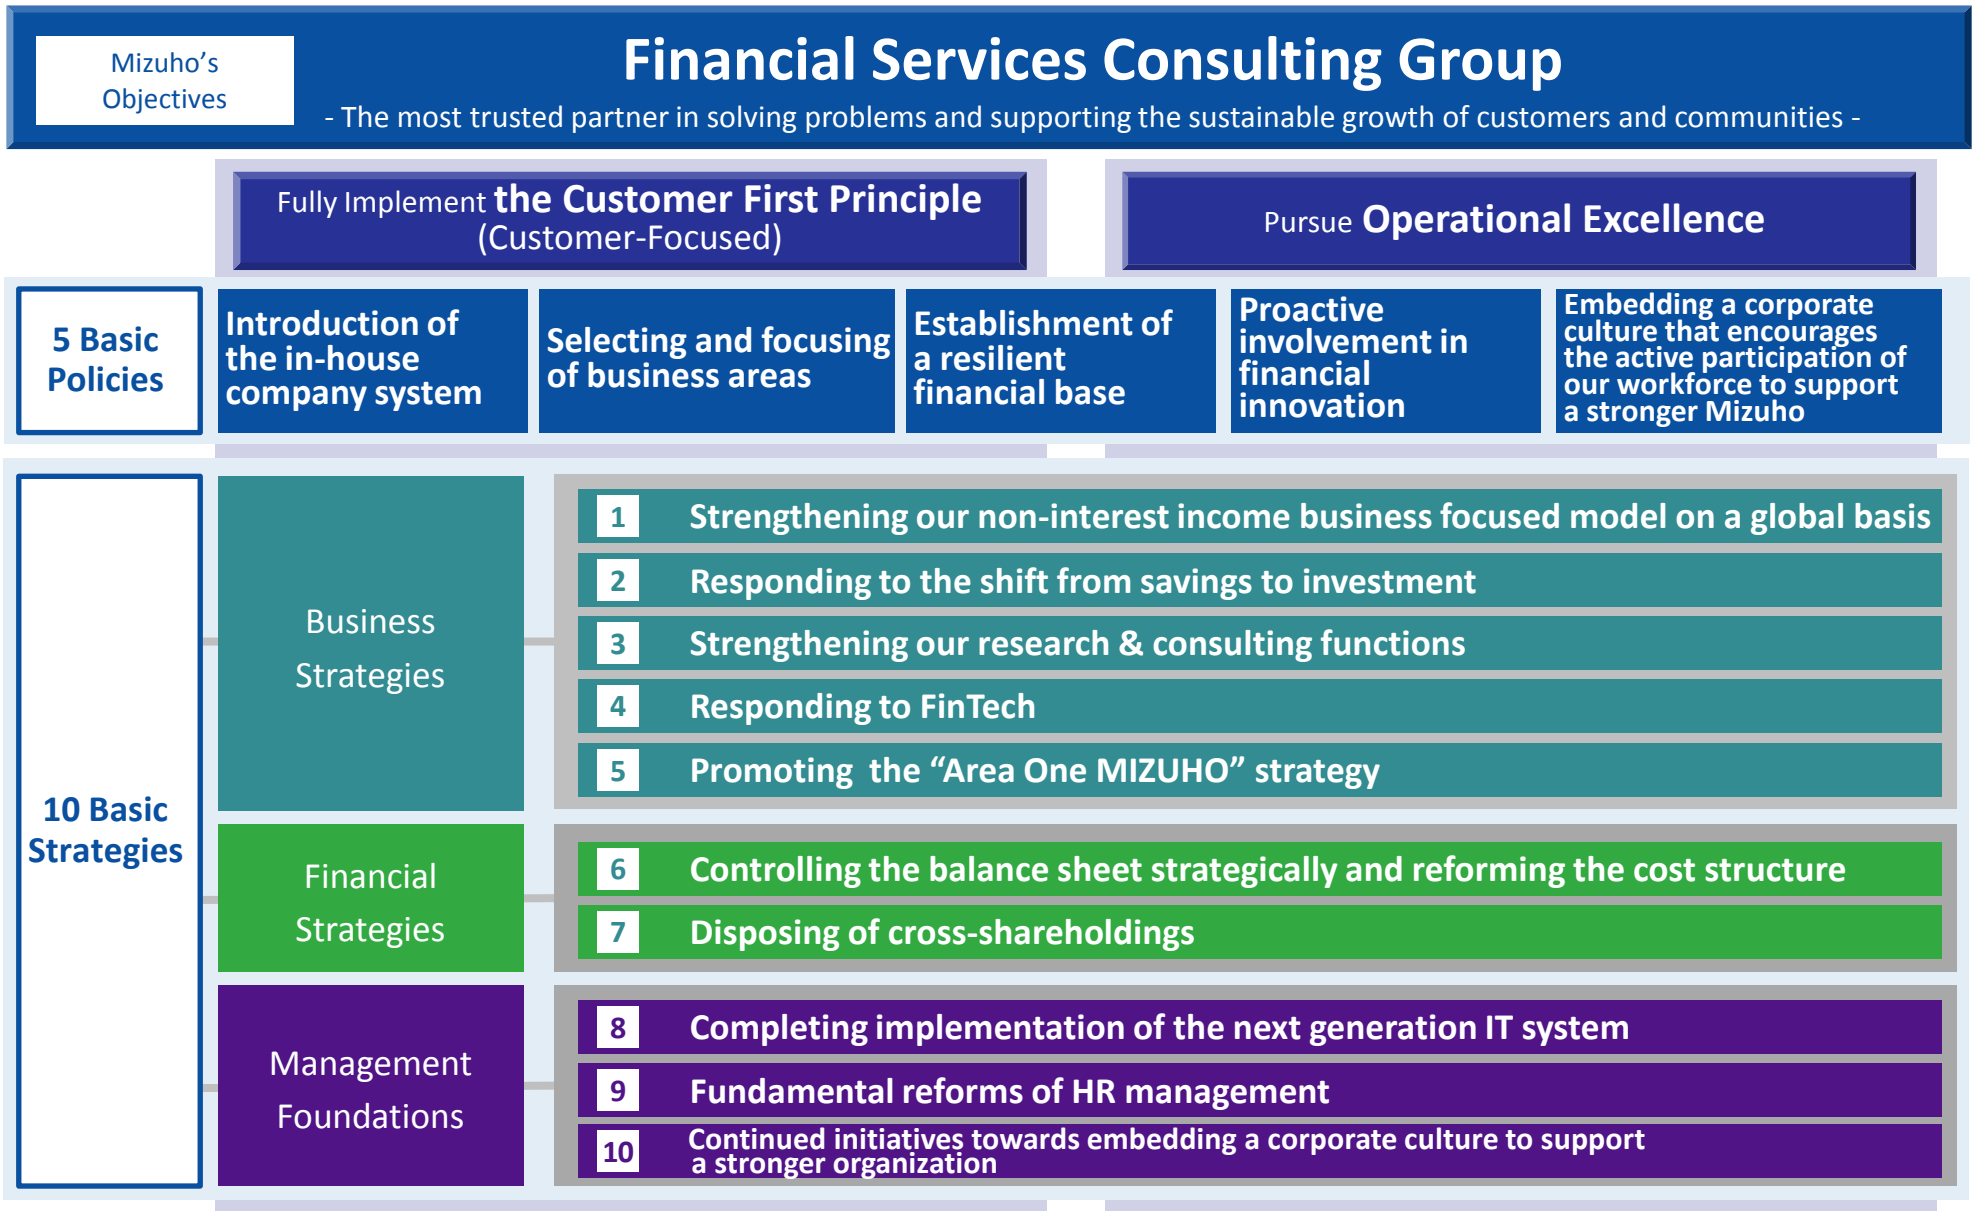 Mizuho's
Objectives
Financial Services Consulting Group
- The most trusted partner in solving problems and supporting the sustainable growth of customers and communities -
Fully Implement the Customer First Principle
(Customer-Focused)
Pursue Operational Excellence
5 Basic
Policies
Introduction of
the in-house
company system
Selecting and focusing
of business areas
Establishment of
a resilient
financial base
Proactive
involvement in
financial
innovation
Embedding a corporate
culture that encourages
the active participation of
our workforce to support
a stronger Mizuho
10 Basic
Strategies
Business
Strategies
1 Strengthening our non-interest income business focused model on a global basis
2 Responding to the shift from savings to investment
3 Strengthening our research & consulting functions
4 Responding to FinTech
5 Promoting the “Area One MIZUHO” strategy
Financial
Strategies
6 Controlling the balance sheet strategically and reforming the cost structure
7 Disposing of cross-shareholdings
Management
Foundations
8 Completing implementation of the next generation IT system
9 Fundamental reforms of HR management
10 Continued initiatives towards embedding a corporate culture to support
a stronger organization